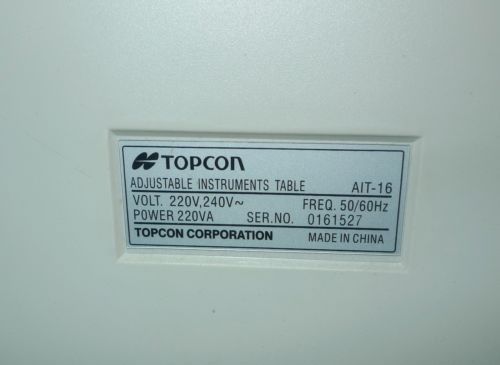 TOPCON
ADJUSTABLE INSTRUMENTS TABLE AIT-16
VOLT. 220V,240V~ FREQ. 50/60Hz
POWER 220VA SER.NO. 0161527
TOPCON CORPORATION MADE IN CHINA